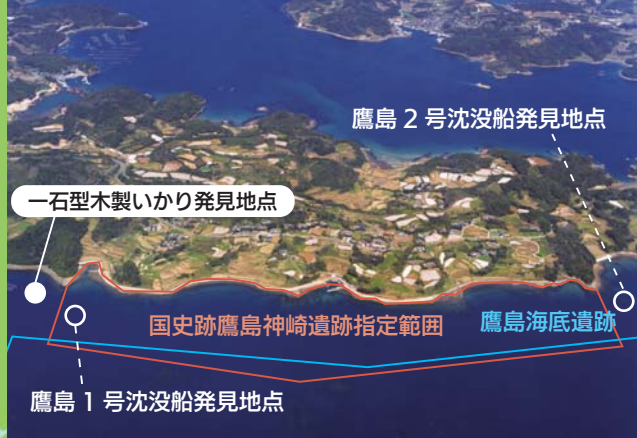 鷹島 2 号沈没船発見地点
一石型木製いかり発見地点
国史跡鷹島神崎遺跡指定範囲
鷹島海底遺跡
鷹島 1 号沈没船発見地点